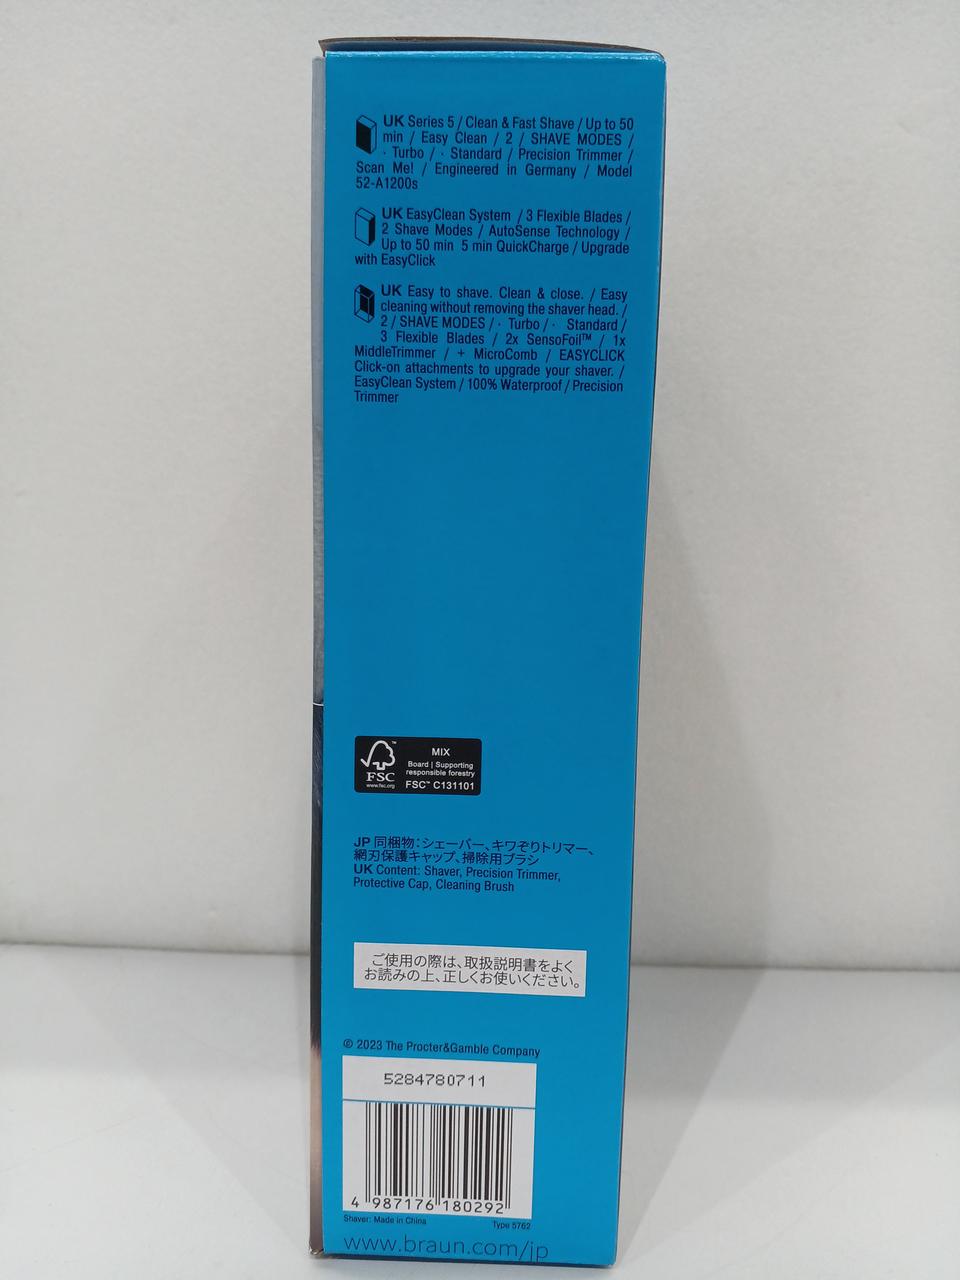 UK Series 5 / Clean & Fast Shave / Up to 50
min / Easy Clean / 2 / SHAVE MODES /
· Turbo / · Standard / Precision Trimmer /
Scan Me! / Engineered in Germany / Model
52-A1200s
UK EasyClean System / 3 Flexible Blades /
2 Shave Modes / AutoSense Technology /
Up to 50 min 5 min QuickCharge / Upgrade
with EasyClick
UK Easy to shave. Clean & close. / Easy
cleaning without removing the shaver head. /
2 / SHAVE MODES / · Turbo / · Standard /
3 Flexible Blades / 2x SensoFoil™ / 1x
MiddleTrimmer / + MicroComb / EASYCLICK
Click-on attachments to upgrade your shaver. /
EasyClean System / 100% Waterproof / Precision
Trimmer
FSC
www.fsc.org
MIX
Board | Supporting
responsible forestry
FSC™ C131101
JP 同梱物：シェーバー、キワぞりトリマー、
網刃保護キャップ、掃除用ブラシ
UK Content: Shaver, Precision Trimmer,
Protective Cap, Cleaning Brush
ご使用の際は、取扱説明書をよく
お読みの上、正しくお使いください。
© 2023 The Procter&Gamble Company
5284780711
4 987176 180292
Shaver: Made in China Type 5762
www.braun.com/jp